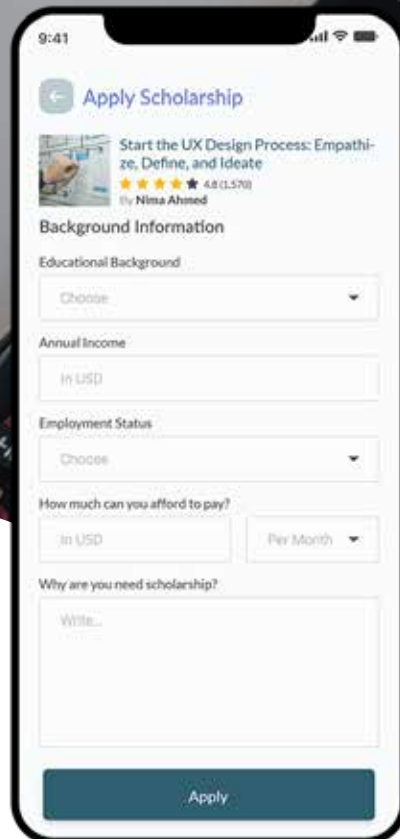 9:41
Apply Scholarship
Start the UX Design Process: Empathi-
ze, Define, and Ideate
4.8 (1,570)
By Nima Ahmed
Background Information
Educational Background
Choose
Annual Income
In USD
Employment Status
Choose
How much can you afford to pay?
In USD
Per Month
Why are you need scholarship?
Write...
Apply